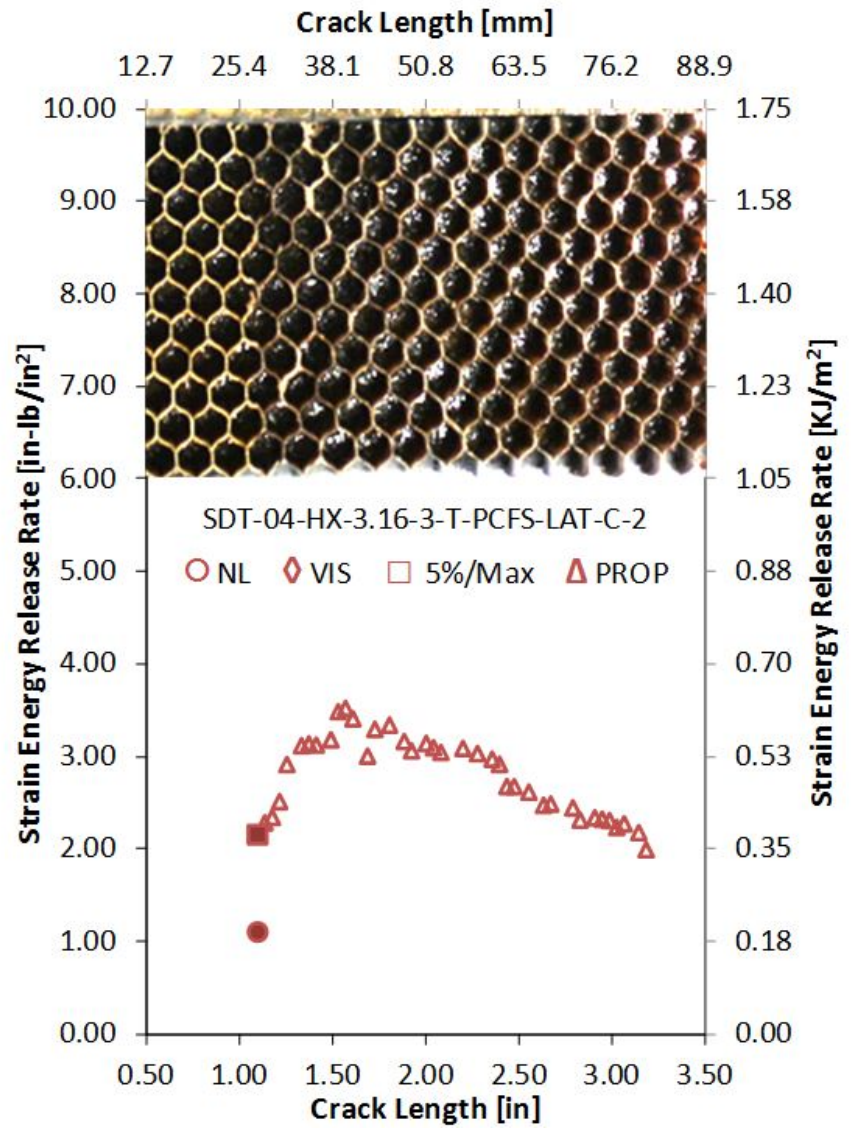 Crack Length [mm]
12.7 25.4 38.1 50.8 63.5 76.2 88.9
10.00 1.75
9.00 1.58
8.00 1.40
7.00 1.23
6.00 1.05
SDT-04-HX-3.16-3-T-PCFS-LAT-C-2
NL VIS 5%/Max PROP
5.00 0.88
4.00 0.70
3.00 0.53
2.00 0.35
1.00 0.18
0.00 0.00
Strain Energy Release Rate [in-lb/in²]
Strain Energy Release Rate [KJ/m²]
0.50 1.00 1.50 2.00 2.50 3.00 3.50
Crack Length [in]